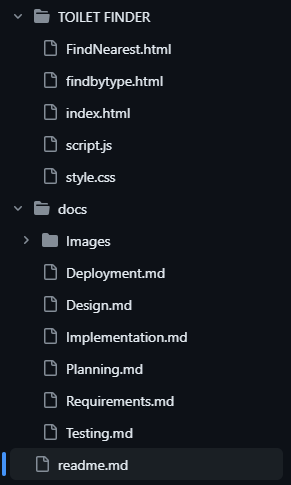 TOILET FINDER
FindNearest.html
findbytype.html
index.html
script.js
style.css
docs
Images
Deployment.md
Design.md
Implementation.md
Planning.md
Requirements.md
Testing.md
readme.md